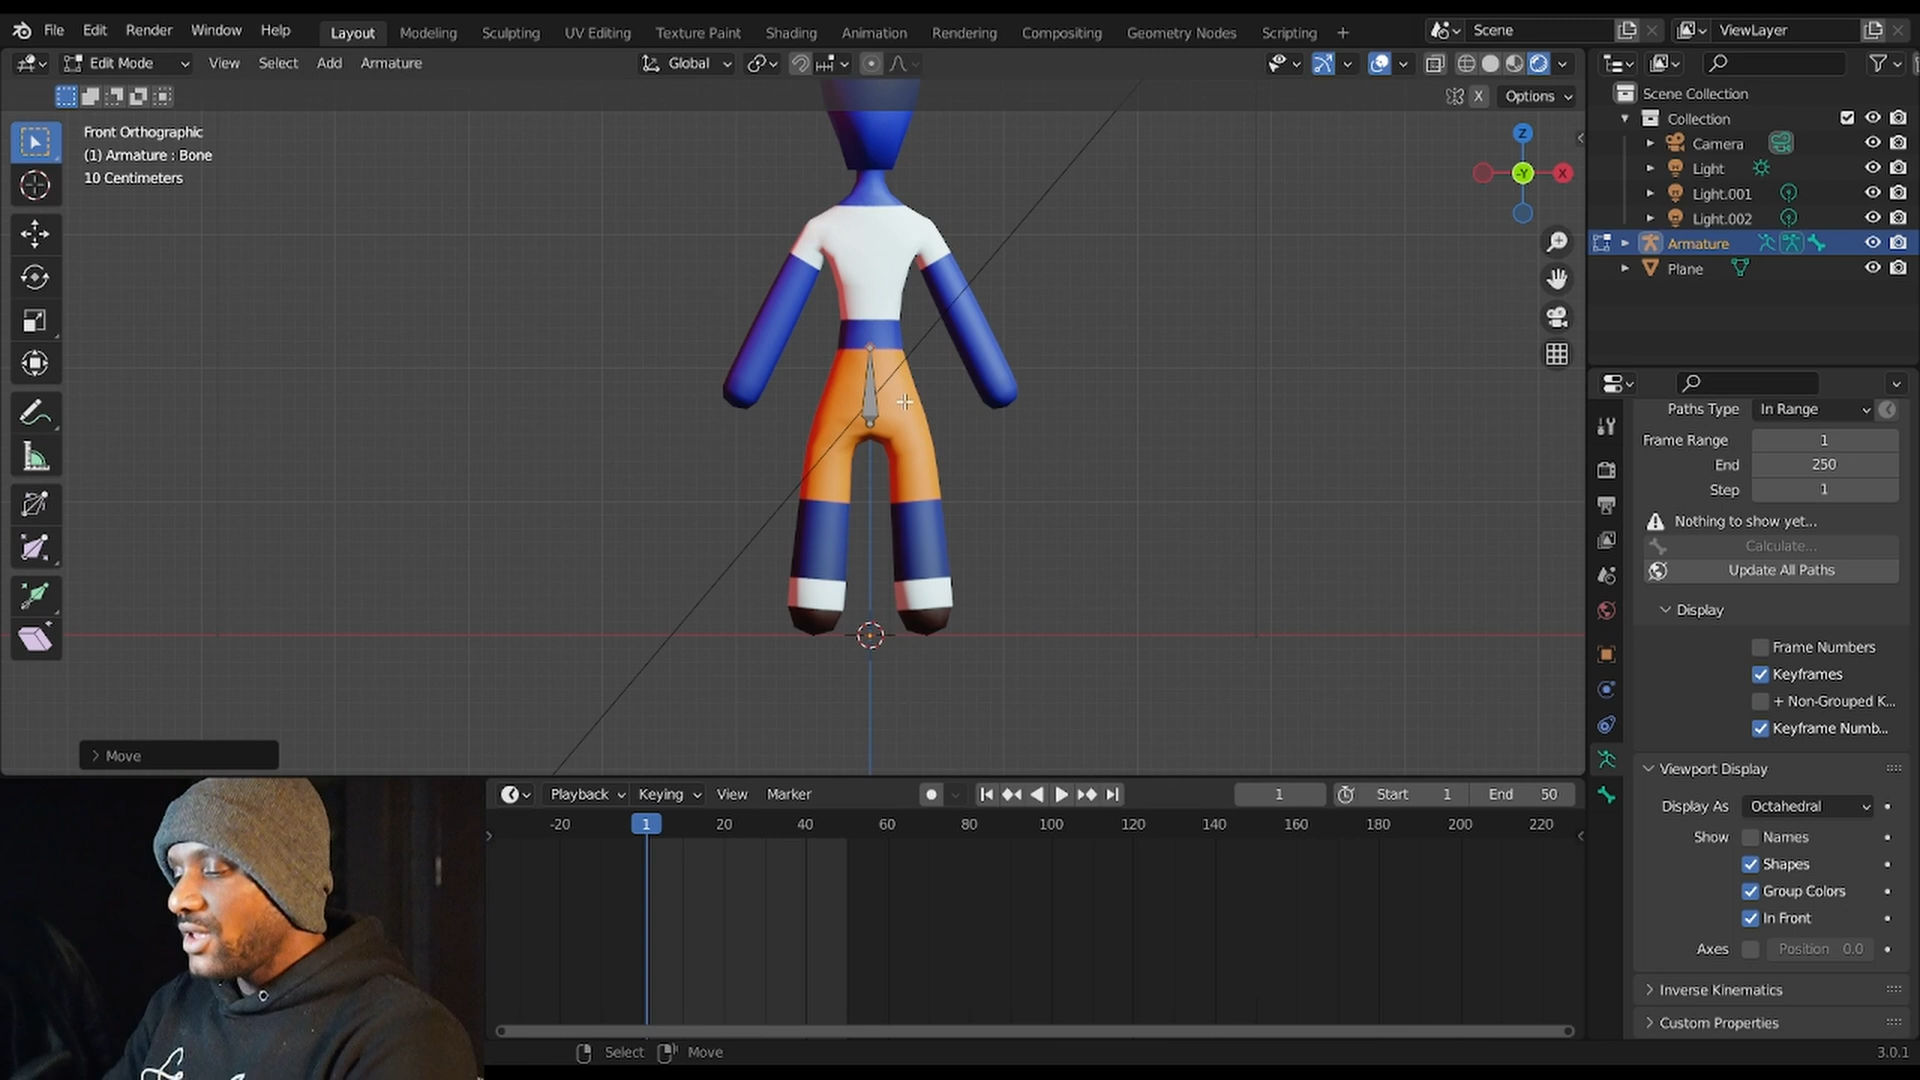 File Edit Render Window Help Layout Modeling Sculpting UV Editing Texture Paint Shading Animation Rendering Compositing Geometry Nodes Scripting + Scene ViewLayer
Edit Mode View Select Add Armature Global
X Options
Front Orthographic
(1) Armature : Bone
10 Centimeters
Z
-Y
X
Move
Scene Collection
Collection
Camera
Light
Light.001
Light.002
Armature
Plane
Paths Type In Range
Frame Range 1
End 250
Step 1
Nothing to show yet...
Calculate...
Update All Paths
Display
Frame Numbers
Keyframes
+ Non-Grouped K...
Keyframe Numb...
Viewport Display
Display As Octahedral
Show Names
Shapes
Group Colors
In Front
Axes Position 0.0
Inverse Kinematics
Custom Properties
Playback Keying View Marker 1 Start 1 End 50
-20 1 20 40 60 80 100 120 140 160 180 200 220
Select Move 3.0.1